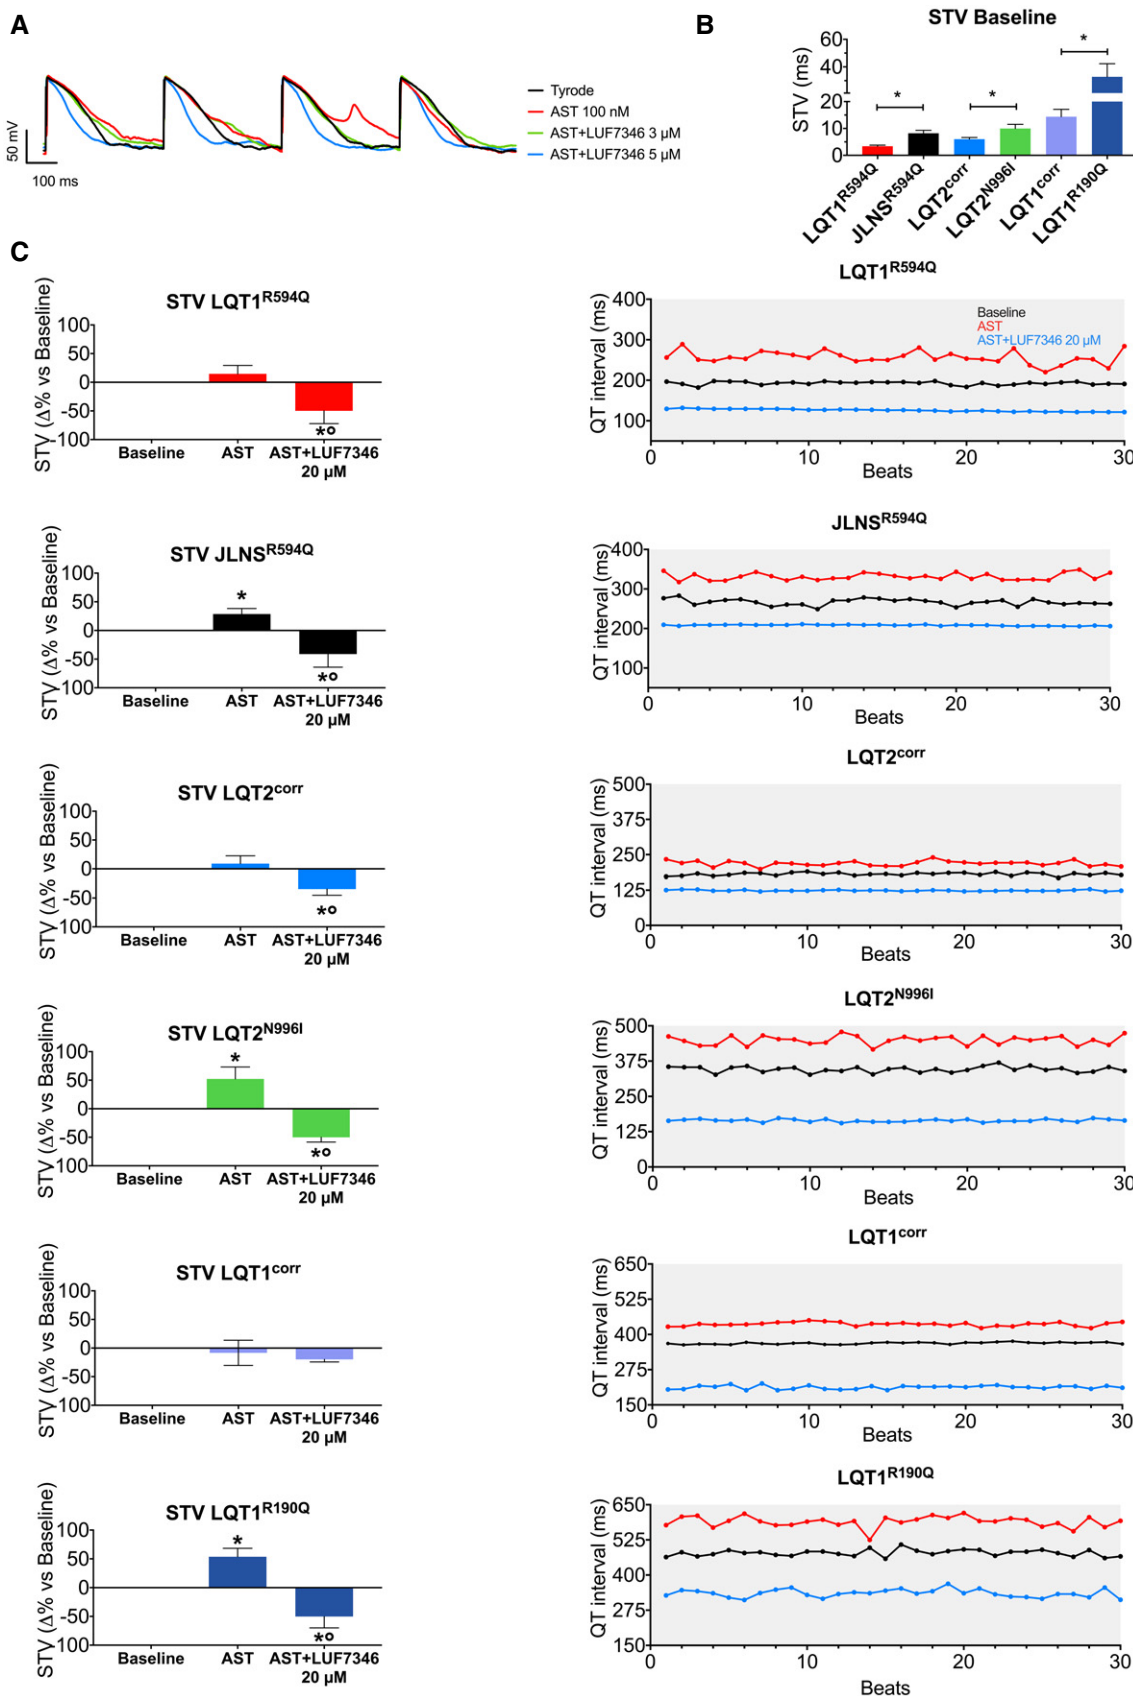 A
50 mV
100 ms
Tyrode
AST 100 nM
AST+LUF7346 3 µM
AST+LUF7346 5 µM
B
STV Baseline
STV (ms)
60
40
20
20
10
0
*
*
*
LQT1R594Q
JLNSR594Q
LQT2corr
LQT2N996I
LQT1corr
LQT1R190Q
C
STV LQT1R594Q
STV (Δ% vs Baseline)
100
50
0
-50
-100
*°
Baseline AST AST+LUF7346
20 µM
LQT1R594Q
QT interval (ms)
400
300
200
100
Baseline
AST
AST+LUF7346 20 µM
0 10 20 30
Beats
STV JLNSR594Q
STV (Δ% vs Baseline)
100
50
0
-50
100
*
*°
Baseline AST AST+LUF7346
20 µM
JLNSR594Q
QT interval (ms)
400
300
200
100
0 10 20 30
Beats
STV LQT2corr
STV (Δ% vs Baseline)
100
50
0
-50
100
*°
Baseline AST AST+LUF7346
20 µM
LQT2corr
QT interval (ms)
500
375
250
125
0
0 10 20 30
Beats
STV LQT2N996I
STV (Δ% vs Baseline)
100
50
0
-50
100
*
*°
Baseline AST AST+LUF7346
20 µM
LQT2N996I
QT interval (ms)
500
375
250
125
0
0 10 20 30
Beats
STV LQT1corr
STV (Δ% vs Baseline)
100
50
0
-50
100
Baseline AST AST+LUF7346
20 µM
LQT1corr
QT interval (ms)
650
525
400
275
150
0 10 20 30
Beats
STV LQT1R190Q
STV (Δ% vs Baseline)
100
50
0
-50
100
*
*°
Baseline AST AST+LUF7346
20 µM
LQT1R190Q
QT interval (ms)
650
525
400
275
150
0 10 20 30
Beats